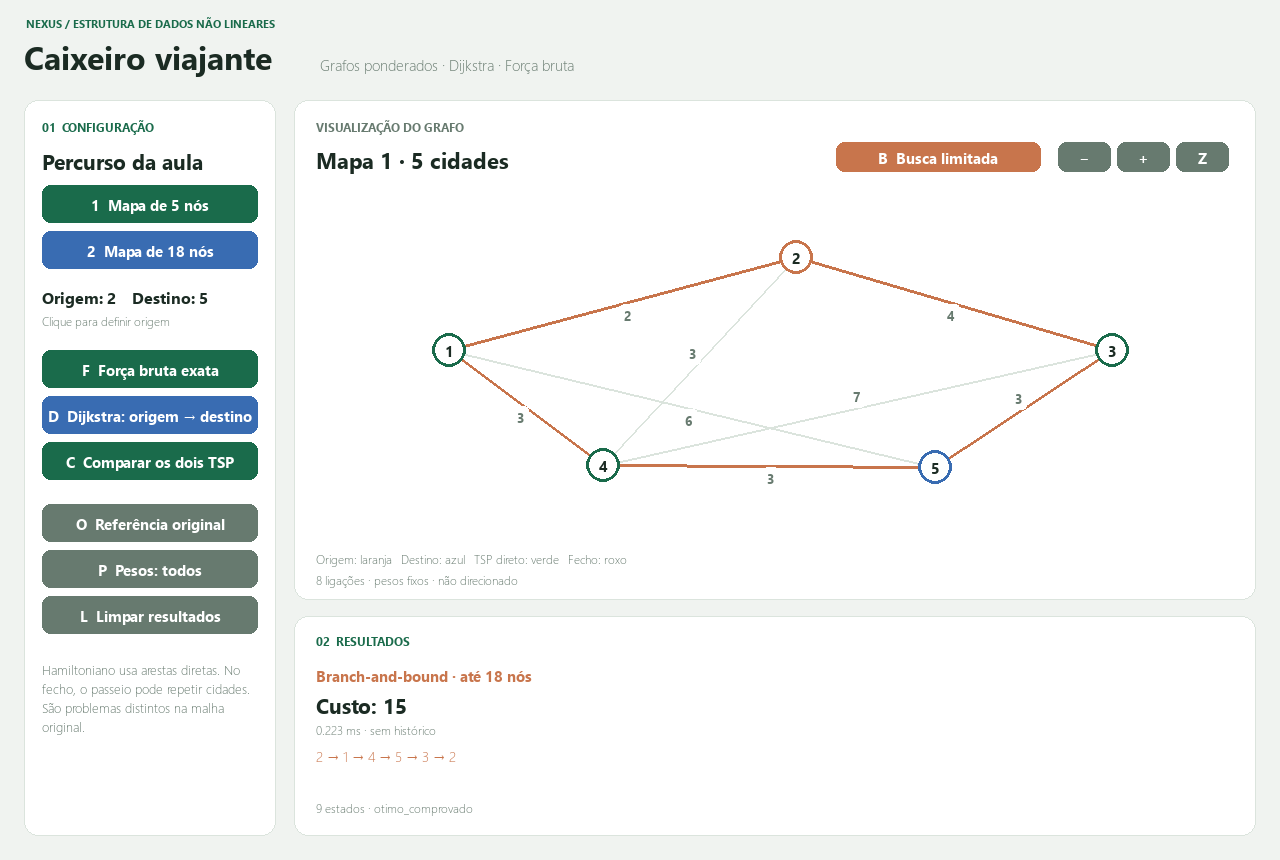 NEXUS / ESTRUTURA DE DADOS NÃO LINEARES
Caixeiro viajante
Grafos ponderados · Dijkstra · Força bruta
01 CONFIGURAÇÃO
Percurso da aula
1 Mapa de 5 nós
2 Mapa de 18 nós
Origem: 2 Destino: 5
Clique para definir origem
F Força bruta exata
D Dijkstra: origem → destino
C Comparar os dois TSP
O Referência original
P Pesos: todos
L Limpar resultados
Hamiltoniano usa arestas diretas. No
fecho, o passeio pode repetir cidades.
São problemas distintos na malha
original.
VISUALIZAÇÃO DO GRAFO
Mapa 1 · 5 cidades
B Busca limitada
−
+
Z
2
2
4
1
3
3
7
3
3
6
4
5
3
Origem: laranja Destino: azul TSP direto: verde Fecho: roxo
8 ligações · pesos fixos · não direcionado
02 RESULTADOS
Branch-and-bound · até 18 nós
Custo: 15
0.223 ms · sem histórico
2 → 1 → 4 → 5 → 3 → 2
9 estados · otimo_comprovado